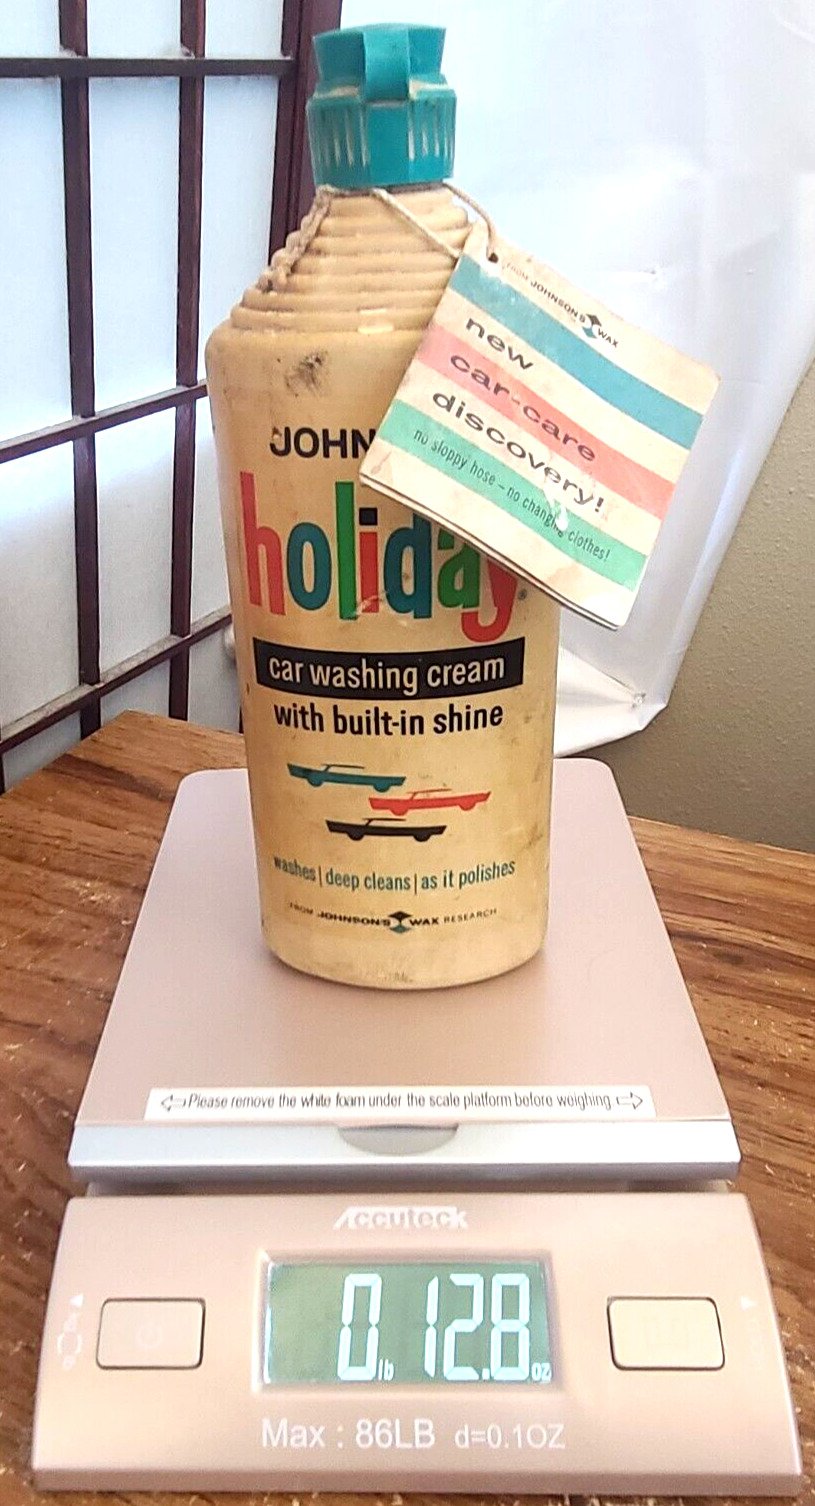 FROM JOHNSON'S WAX
new
car-care
discovery!
no sloppy hose - no changing clothes!
JOHN
holiday
car washing cream
with built-in shine
washes | deep cleans | as it polishes
FROM JOHNSON'S WAX RESEARCH
Please remove the white foam under the scale platform before weighing
Accuteck
0 lb 12.8 oz
Max : 86LB d=0.1OZ